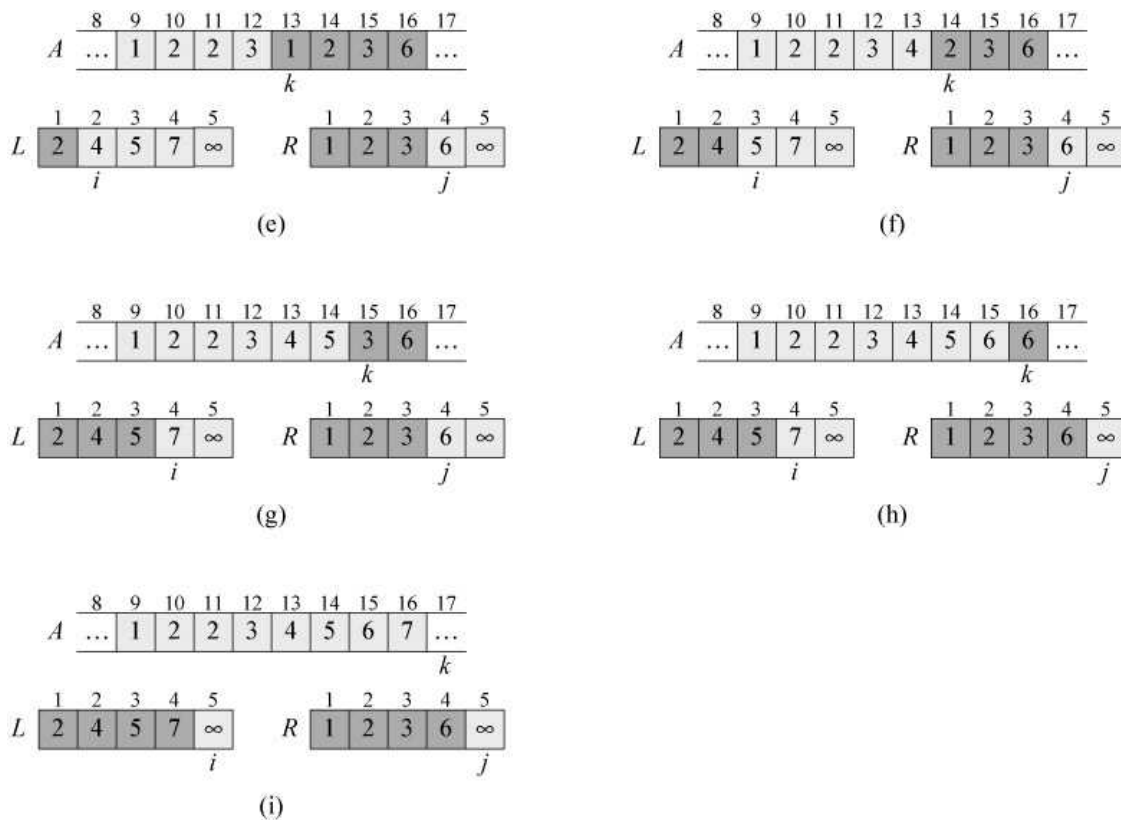 8 9 10 11 12 13 14 15 16 17
A … 1 2 2 3 1 2 3 6 …
k
1 2 3 4 5
L 2 4 5 7 ∞
i
1 2 3 4 5
R 1 2 3 6 ∞
j
(e)
8 9 10 11 12 13 14 15 16 17
A … 1 2 2 3 4 2 3 6 …
k
1 2 3 4 5
L 2 4 5 7 ∞
i
1 2 3 4 5
R 1 2 3 6 ∞
j
(f)
8 9 10 11 12 13 14 15 16 17
A … 1 2 2 3 4 5 3 6 …
k
1 2 3 4 5
L 2 4 5 7 ∞
i
1 2 3 4 5
R 1 2 3 6 ∞
j
(g)
8 9 10 11 12 13 14 15 16 17
A … 1 2 2 3 4 5 6 6 …
k
1 2 3 4 5
L 2 4 5 7 ∞
i
1 2 3 4 5
R 1 2 3 6 ∞
j
(h)
8 9 10 11 12 13 14 15 16 17
A … 1 2 2 3 4 5 6 7 …
k
1 2 3 4 5
L 2 4 5 7 ∞
i
1 2 3 4 5
R 1 2 3 6 ∞
j
(i)